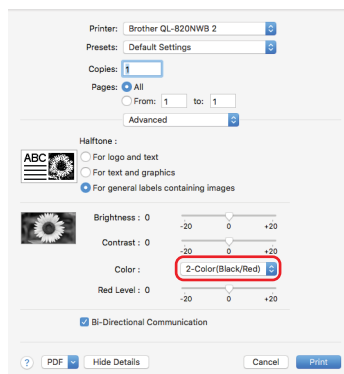 Printer: Brother QL-820NWB 2
Presets: Default Settings
Copies: 1
Pages: All
From: 1 to: 1
Advanced
Halftone :
ABC
For logo and text
For text and graphics
For general labels containing images
Brightness : 0
-20 0 +20
Contrast : 0
-20 0 +20
Color : 2-Color(Black/Red)
Red Level : 0
-20 0 +20
Bi-Directional Communication
? PDF Hide Details Cancel Print